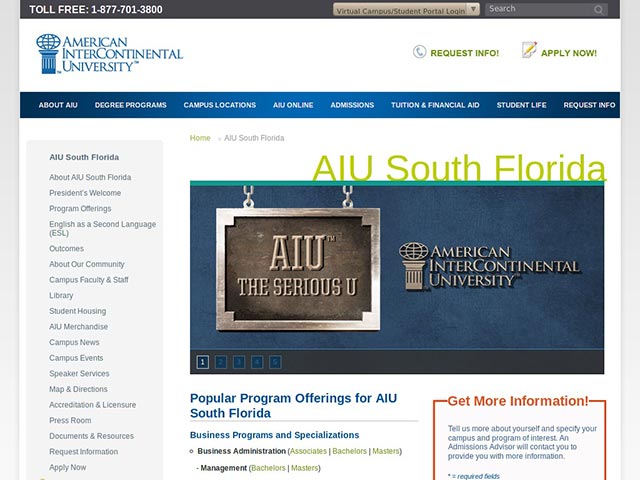 TOLL FREE: 1-877-701-3800
Virtual Campus/Student Portal Login
Search
AMERICAN
INTERCONTINENTAL
UNIVERSITY™
REQUEST INFO!
APPLY NOW!
ABOUT AIU
DEGREE PROGRAMS
CAMPUS LOCATIONS
AIU ONLINE
ADMISSIONS
TUITION & FINANCIAL AID
STUDENT LIFE
REQUEST INFO
AIU South Florida
About AIU South Florida
President's Welcome
Program Offerings
English as a Second Language
(ESL)
Outcomes
About Our Community
Campus Faculty & Staff
Library
Student Housing
AIU Merchandise
Campus News
Campus Events
Speaker Services
Map & Directions
Accreditation & Licensure
Press Room
Documents & Resources
Request Information
Apply Now
Home » AIU South Florida
AIU South Florida
AIU™
THE SERIOUS U
AMERICAN
INTERCONTINENTAL
UNIVERSITY™
1 2 3 4 5
Popular Program Offerings for AIU
South Florida
Business Programs and Specializations
Business Administration (Associates | Bachelors | Masters)
- Management (Bachelors | Masters)
Get More Information!
Tell us more about yourself and specify your
campus and program of interest. An
Admissions Advisor will contact you to
provide you with more information.
* = required fields